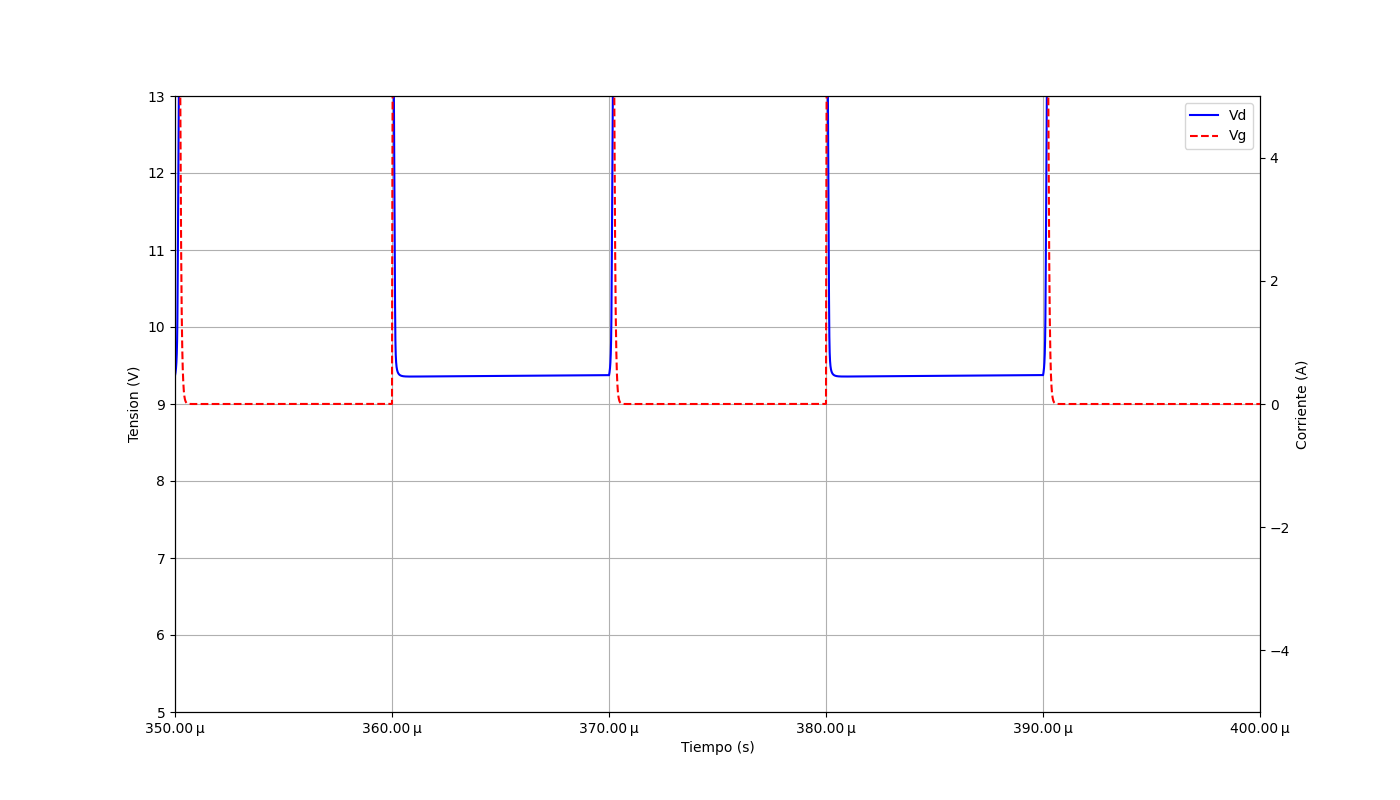 13
12
11
10
9
8
7
6
5
Tension (V)
350.00 µ
360.00 µ
370.00 µ
380.00 µ
390.00 µ
400.00 µ
Tiempo (s)
4
2
0
−2
−4
Corriente (A)
Vd
Vg